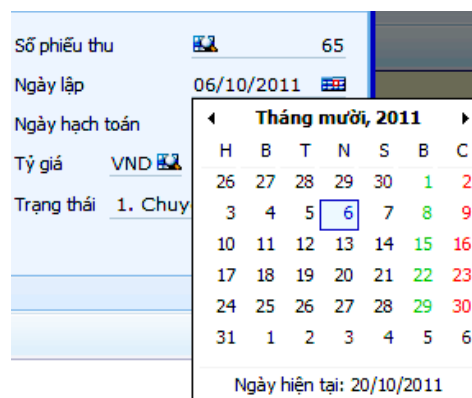 Số phiếu thu 65
Ngày lập 06/10/2011
Ngày hạch toán
Tỷ giá VND
Trạng thái 1. Chuy
Tháng mười, 2011
H B T N S B C
26 27 28 29 30 1 2
3 4 5 6 7 8 9
10 11 12 13 14 15 16
17 18 19 20 21 22 23
24 25 26 27 28 29 30
31 1 2 3 4 5 6
Ngày hiện tại: 20/10/2011